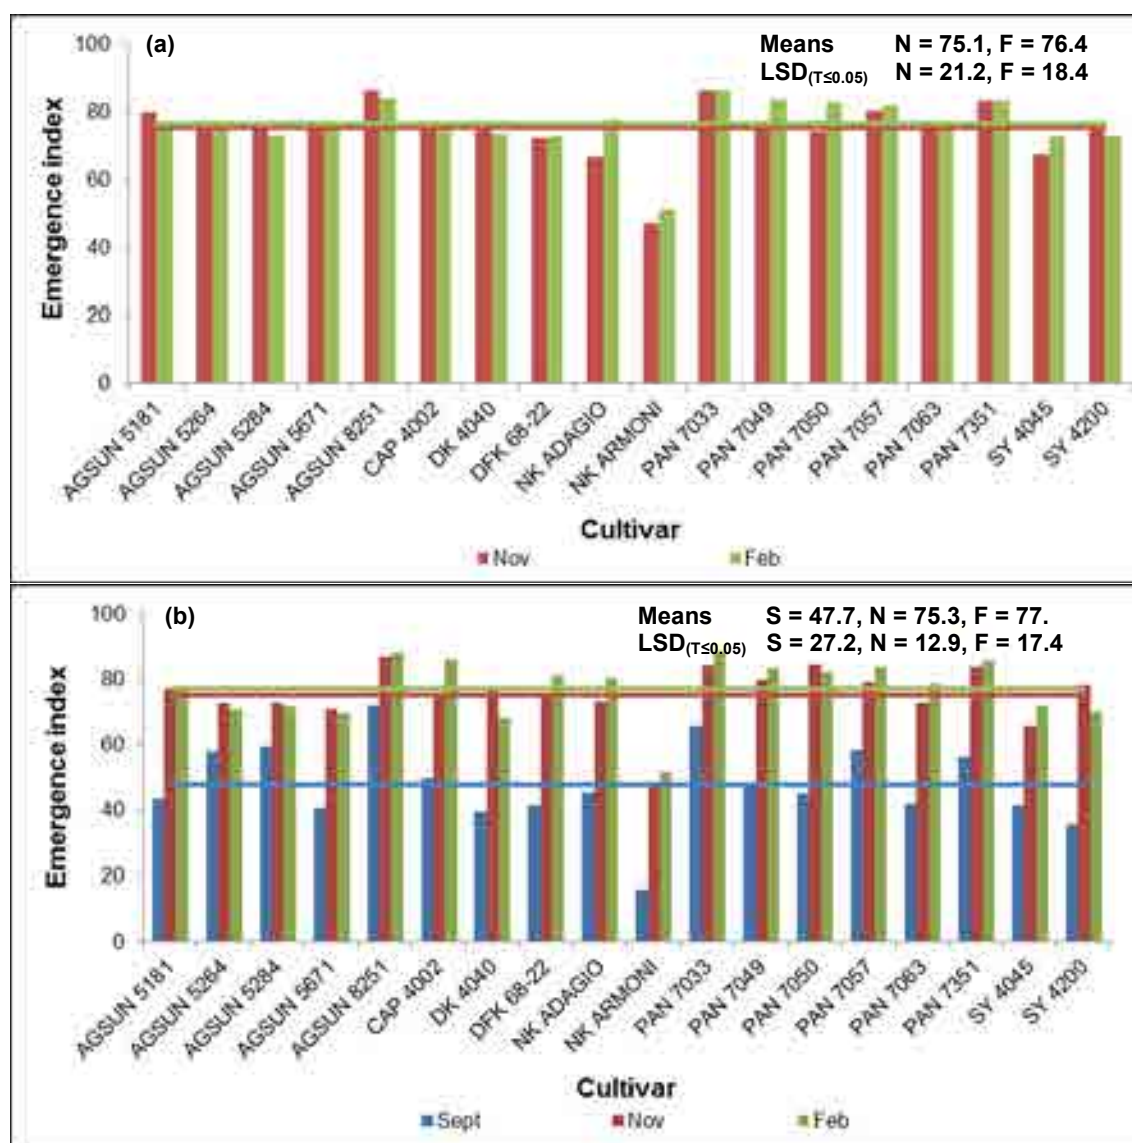 (a)
Means N = 75.1, F = 76.4
LSD(T≤0.05) N = 21.2, F = 18.4
100
80
60
40
20
0
Emergence index
AGSUN 5181
AGSUN 5264
AGSUN 5284
AGSUN 5671
AGSUN 8251
CAP 4002
DK 4040
DFK 68-22
NK ADAGIO
NK ARMONI
PAN 7033
PAN 7049
PAN 7050
PAN 7057
PAN 7063
PAN 7351
SY 4045
SY 4200
Cultivar
Nov Feb
(b)
Means S = 47.7, N = 75.3, F = 77.
LSD(T≤0.05) S = 27.2, N = 12.9, F = 17.4
100
80
60
40
20
0
Emergence index
AGSUN 5181
AGSUN 5264
AGSUN 5284
AGSUN 5671
AGSUN 8251
CAP 4002
DK 4040
DFK 68-22
NK ADAGIO
NK ARMONI
PAN 7033
PAN 7049
PAN 7050
PAN 7057
PAN 7063
PAN 7351
SY 4045
SY 4200
Cultivar
Sept Nov Feb